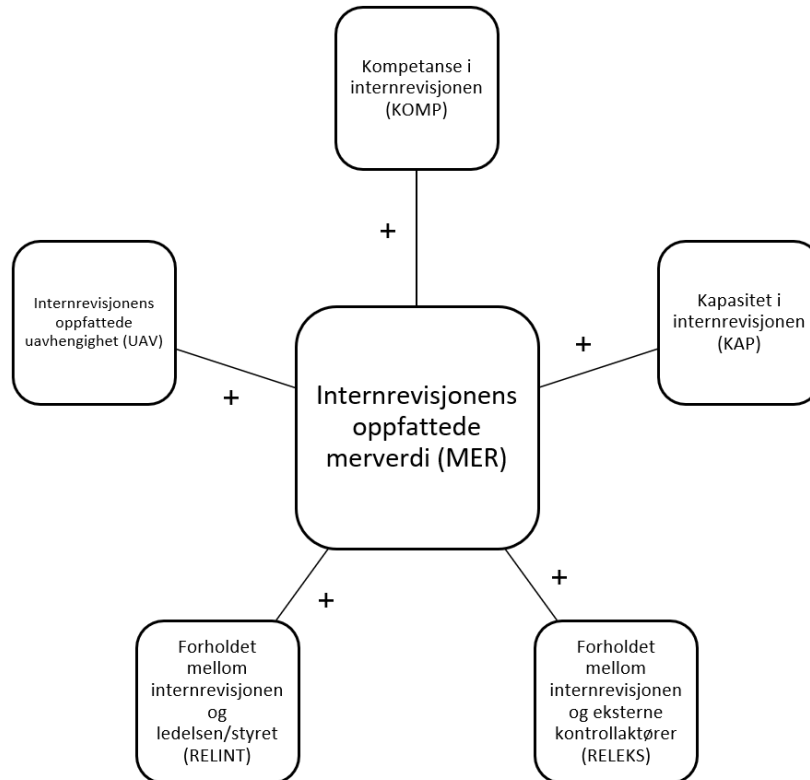 Kompetanse i
internrevisjonen
(KOMP)
+
Internrevisjonens
oppfattede
uavhengighet (UAV)
+
Kapasitet i
internrevisjonen
(KAP)
+
Internrevisjonens
oppfattede
merverdi (MER)
+
Forholdet
mellom
internrevisjonen
og
ledelsen/styret
(RELINT)
+
Forholdet
mellom
internrevisjonen
og eksterne
kontrollaktører
(RELEKS)